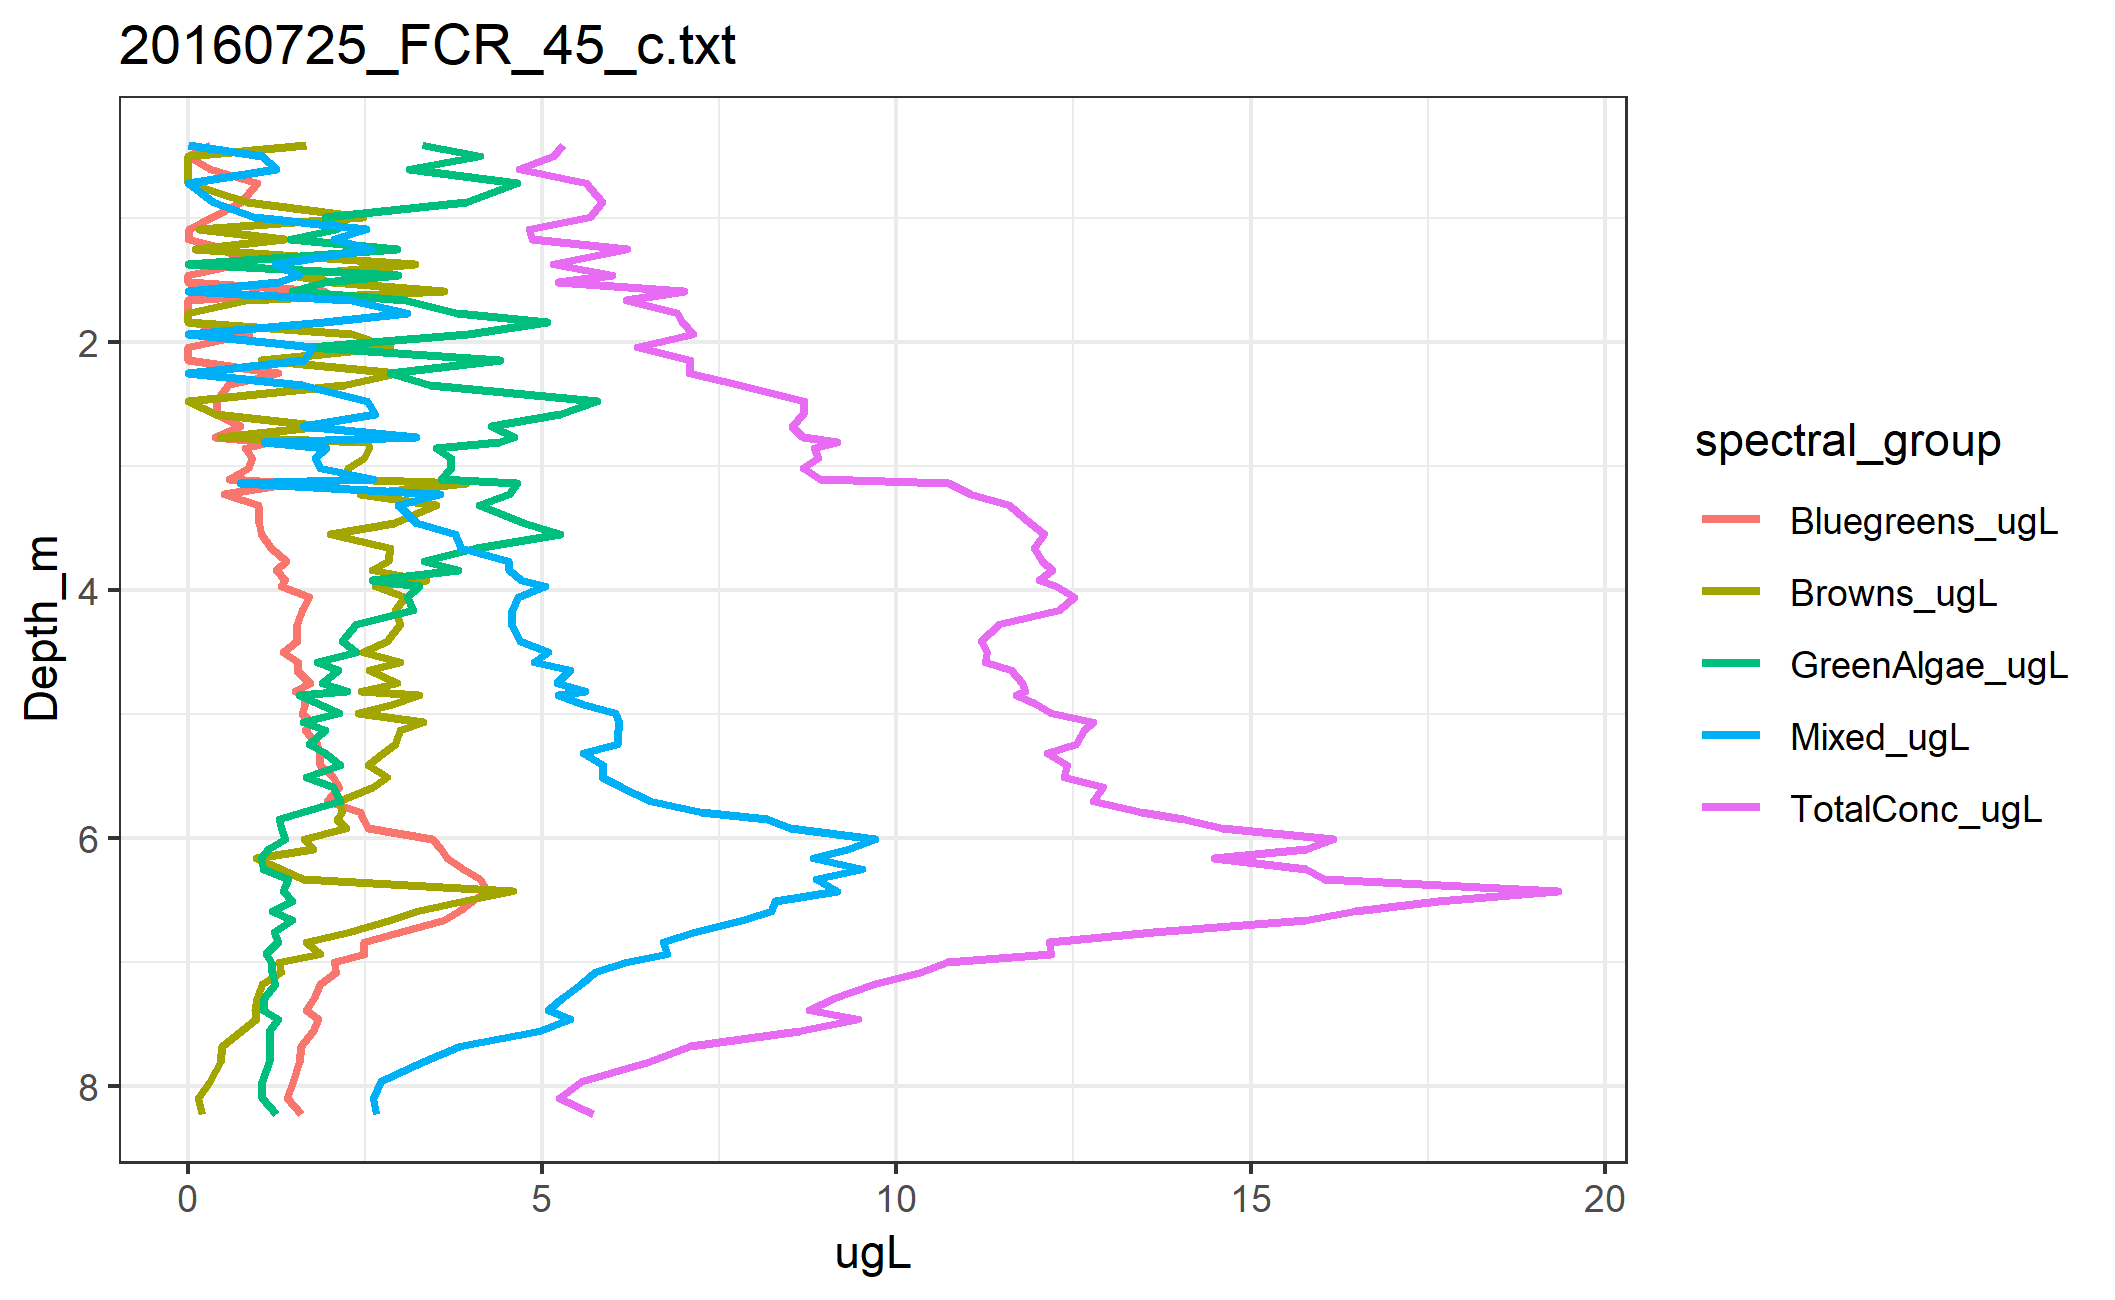 20160725_FCR_45_c.txt
Depth_m
2
4
6
8
0 5 10 15 20
ugL
spectral_group
Bluegreens_ugL
Browns_ugL
GreenAlgae_ugL
Mixed_ugL
TotalConc_ugL